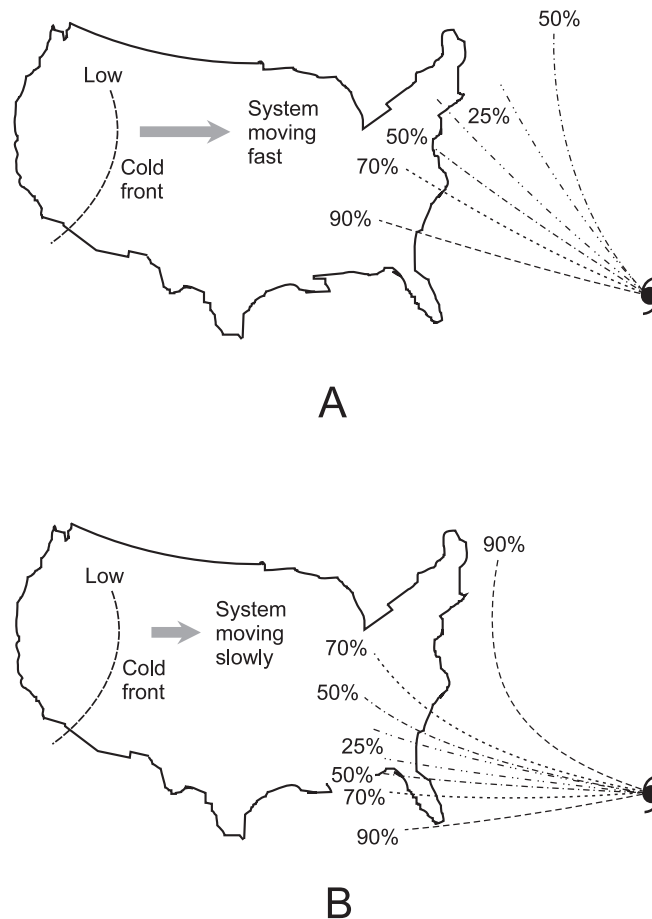 50%
Low
System
moving
fast
25%
50%
Cold
front
70%
90%
A
90%
Low
System
moving
slowly
70%
Cold
front
50%
25%
50%
70%
90%
B